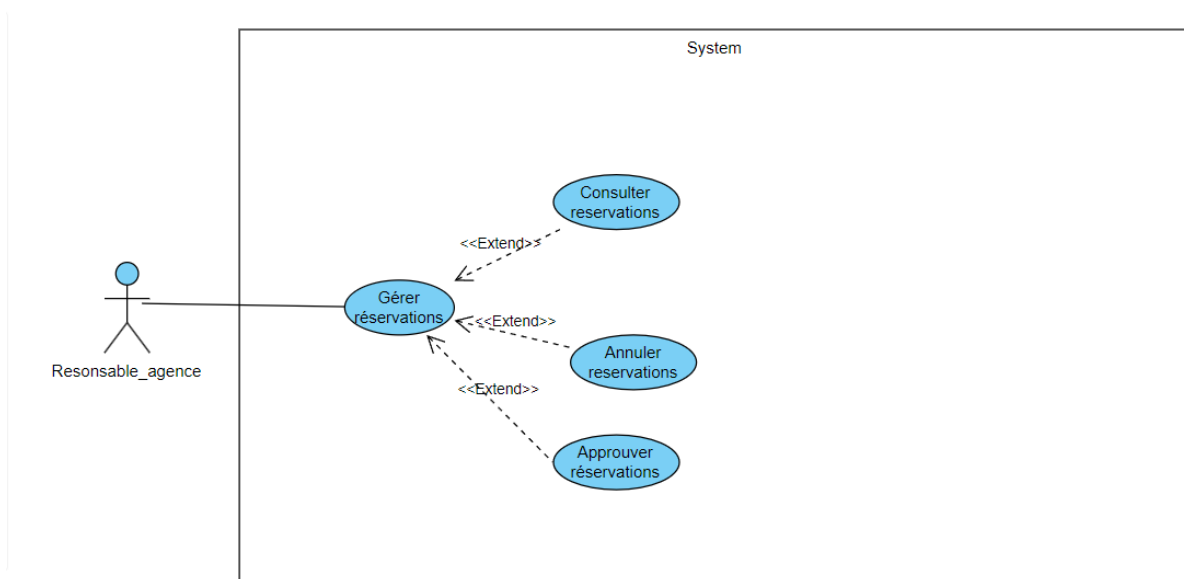 System
Consulter
reservations
<<Extend>>
Gérer
réservations
<<Extend>>
Annuler
reservations
Resonsable_agence
<<Extend>>
Approuver
réservations